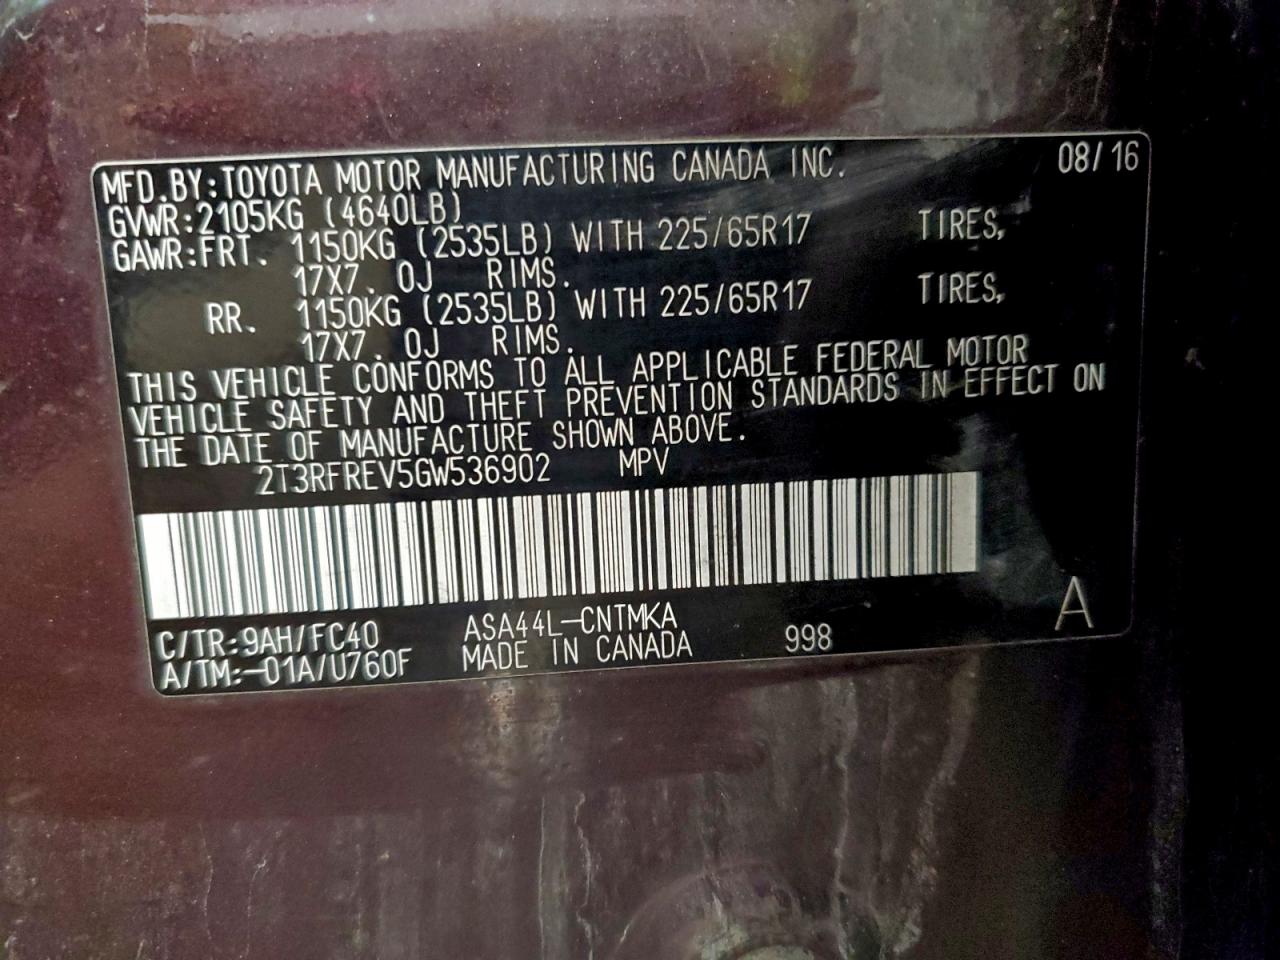 MFD.BY:TOYOTA MOTOR MANUFACTURING CANADA INC. 08/16
GVWR:2105KG (4640LB)
GAWR:FRT. 1150KG (2535LB) WITH 225/65R17 TIRES,
17X7.0J RIMS.
RR. 1150KG (2535LB) WITH 225/65R17 TIRES,
17X7.0J RIMS.
THIS VEHICLE CONFORMS TO ALL APPLICABLE FEDERAL MOTOR
VEHICLE SAFETY AND THEFT PREVENTION STANDARDS IN EFFECT ON
THE DATE OF MANUFACTURE SHOWN ABOVE.
2T3RFREV5GW536902 MPV
C/TR:9AH/FC40 ASA44L-CNTMKA 998 A
A/TM:-01A/U760F MADE IN CANADA